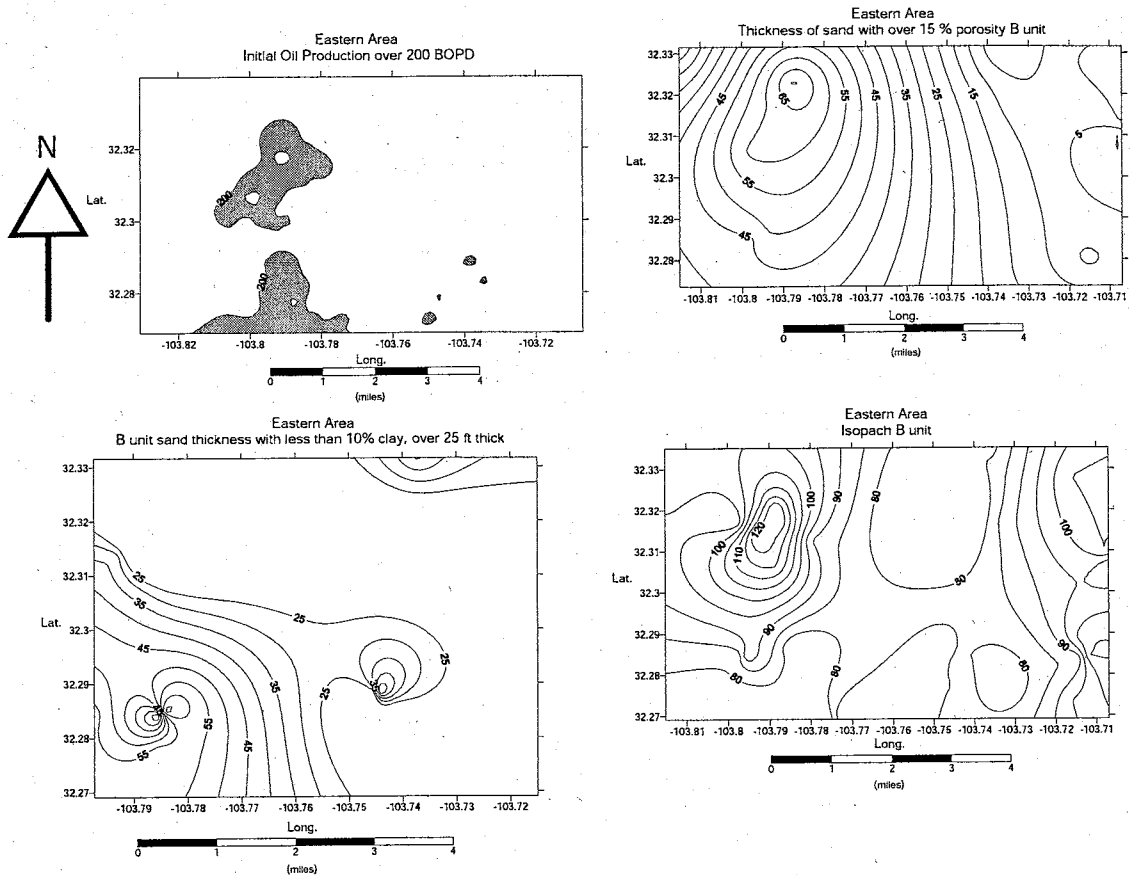 Eastern Area
Initial Oil Production over 200 BOPD
N
Lat.
32.32
32.3
32.28
200
200
-103.82 -103.8 -103.78 -103.76 -103.74 -103.72
Long.
0 1 2 3 4
(miles)
Eastern Area
Thickness of sand with over 15 % porosity B unit
32.33
32.32
32.31
Lat.
32.3
32.29
32.28
45 65 55 45 35 25 15
5
55
45
-103.81 -103.8 -103.79 -103.78 -103.77 -103.76 -103.75 -103.74 -103.73 -103.72 -103.71
Long.
0 1 2 3 4
(miles)
Eastern Area
B unit sand thickness with less than 10% clay, over 25 ft thick
32.33
32.32
32.31
Lat.
32.3
32.29
32.28
32.27
25
35
25
45
35
25
35
25
55
45
55
-103.79 -103.78 -103.77 -103.76 -103.75 -103.74 -103.73 -103.72
Long.
0 1 2 3 4
(miles)
Eastern Area
Isopach B unit
32.33
32.32
32.31
Lat.
32.3
32.29
32.28
32.27
100 90 80
120
100
100 110
80
90
90
80
80
80
-103.81 -103.8 -103.79 -103.78 -103.77 -103.76 -103.75 -103.74 -103.73 -103.72 -103.71
Long.
0 1 2 3 4
(miles)